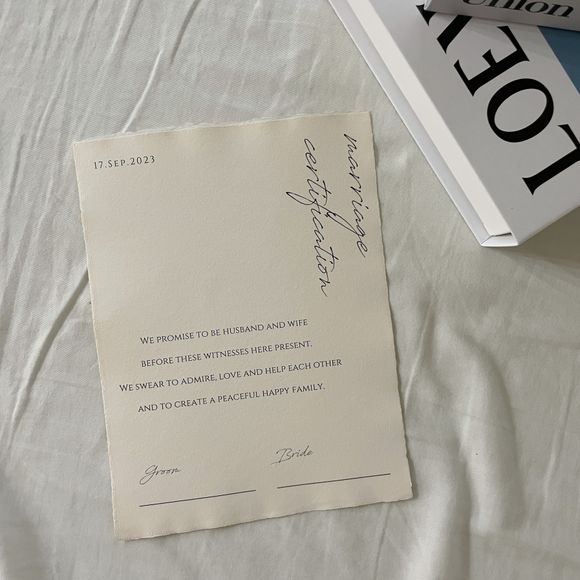 17.Sep.2023
marriage
certification
We promise to be husband and wife
before these witnesses here present.
We swear to admire, love and help each other
and to create a peaceful happy family.
Groom
Bride